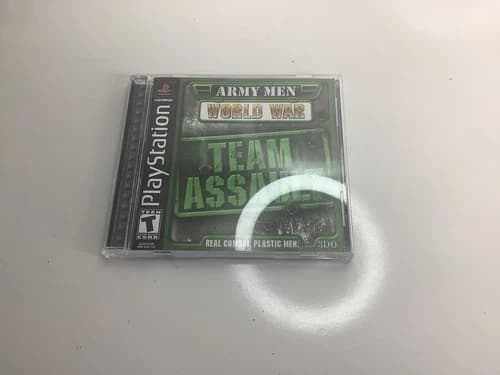 ARMY MEN
WORLD WAR
TEAM
ASSAULT
REAL COMBAT. PLASTIC MEN.
3DO
PlayStation
TEEN
T
ESRB